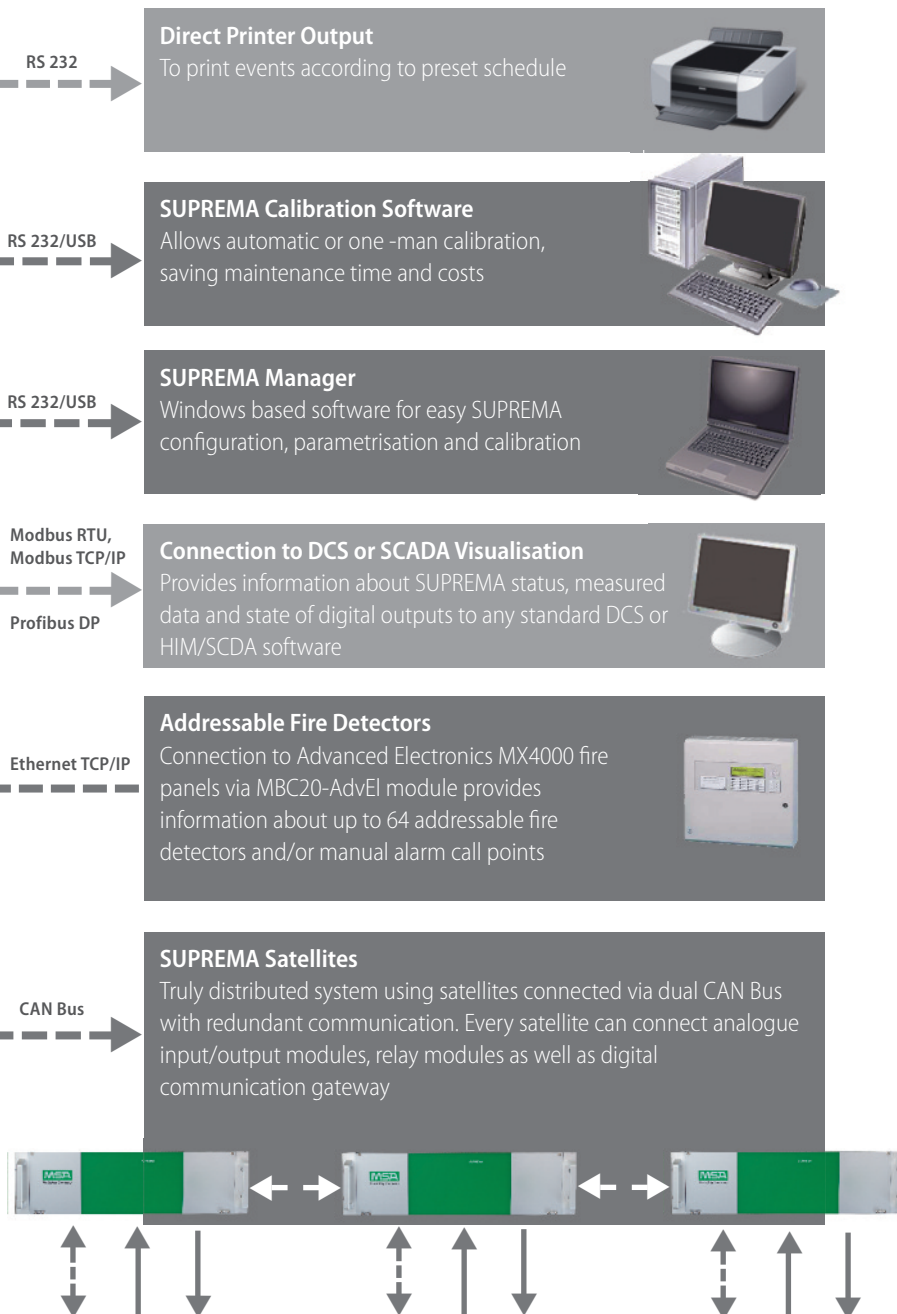 RS 232
Direct Printer Output
To print events according to preset schedule
RS 232/USB
SUPREMA Calibration Software
Allows automatic or one -man calibration,
saving maintenance time and costs
RS 232/USB
SUPREMA Manager
Windows based software for easy SUPREMA
configuration, parametrisation and calibration
Modbus RTU,
Modbus TCP/IP
Profibus DP
Connection to DCS or SCADA Visualisation
Provides information about SUPREMA status, measured
data and state of digital outputs to any standard DCS or
HIM/SCDA software
Ethernet TCP/IP
Addressable Fire Detectors
Connection to Advanced Electronics MX4000 fire
panels via MBC20-AdvEl module provides
information about up to 64 addressable fire
detectors and/or manual alarm call points
CAN Bus
SUPREMA Satellites
Truly distributed system using satellites connected via dual CAN Bus
with redundant communication. Every satellite can connect analogue
input/output modules, relay modules as well as digital
communication gateway
MSA
MSA
MSA